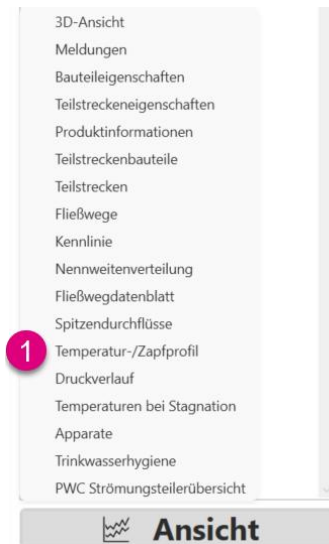 3D-Ansicht
Meldungen
Bauteileigenschaften
Teilstreckeneigenschaften
Produktinformationen
Teilstreckenbauteile
Teilstrecken
Fließwege
Kennlinie
Nennweitenverteilung
Fließwegdatenblatt
Spitzendurchflüsse
1 Temperatur-/Zapfprofil
Druckverlauf
Temperaturen bei Stagnation
Apparate
Trinkwasserhygiene
PWC Strömungsteilerübersicht
Ansicht